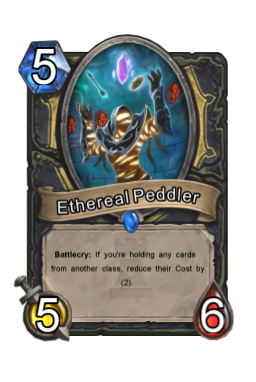 5
Ethereal Peddler
Battlecry: If you're holding any cards
from another class, reduce their Cost by
(2).
5
6